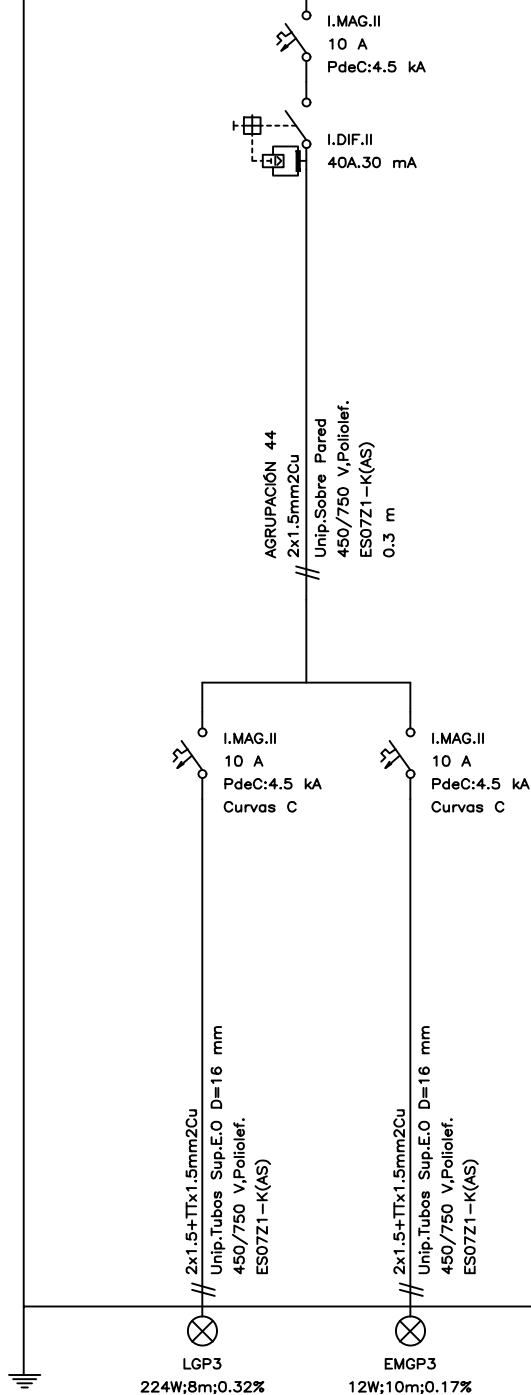 I.MAG.II
10 A
PdeC:4.5 kA
I.DIF.II
40A.30 mA
AGRUPACIÓN 44
2x1.5mm2Cu
Unip.Sobre Pared
450/750 V,Poliolef.
ES07Z1-K(AS)
0.3 m
I.MAG.II
10 A
PdeC:4.5 kA
Curvas C
I.MAG.II
10 A
PdeC:4.5 kA
Curvas C
2x1.5+TTx1.5mm2Cu
Unip.Tubos Sup.E.O D=16 mm
450/750 V,Poliolef.
ES07Z1-K(AS)
2x1.5+TTx1.5mm2Cu
Unip.Tubos Sup.E.O D=16 mm
450/750 V,Poliolef.
ES07Z1-K(AS)
LGP3
224W;8m;0.32%
EMGP3
12W;10m;0.17%